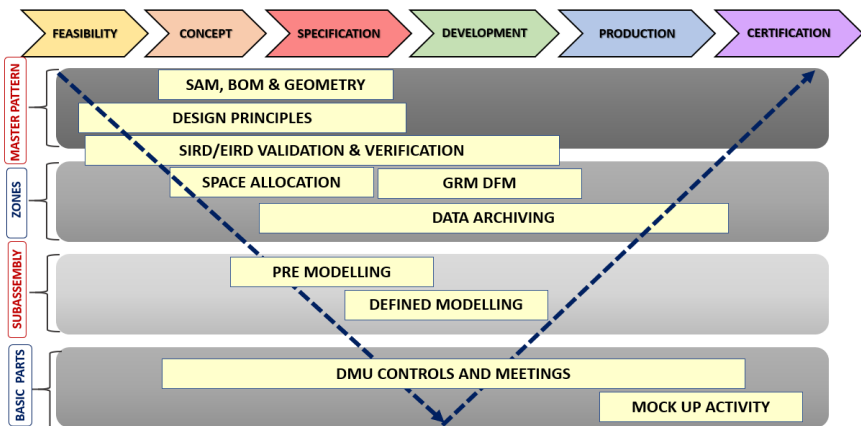 FEASIBILITY
CONCEPT
SPECIFICATION
DEVELOPMENT
PRODUCTION
CERTIFICATION
MASTER PATTERN
SAM, BOM & GEOMETRY
DESIGN PRINCIPLES
SIRD/EIRD VALIDATION & VERIFICATION
ZONES
SPACE ALLOCATION
GRM DFM
DATA ARCHIVING
SUBASSEMBLY
PRE MODELLING
DEFINED MODELLING
BASIC PARTS
DMU CONTROLS AND MEETINGS
MOCK UP ACTIVITY